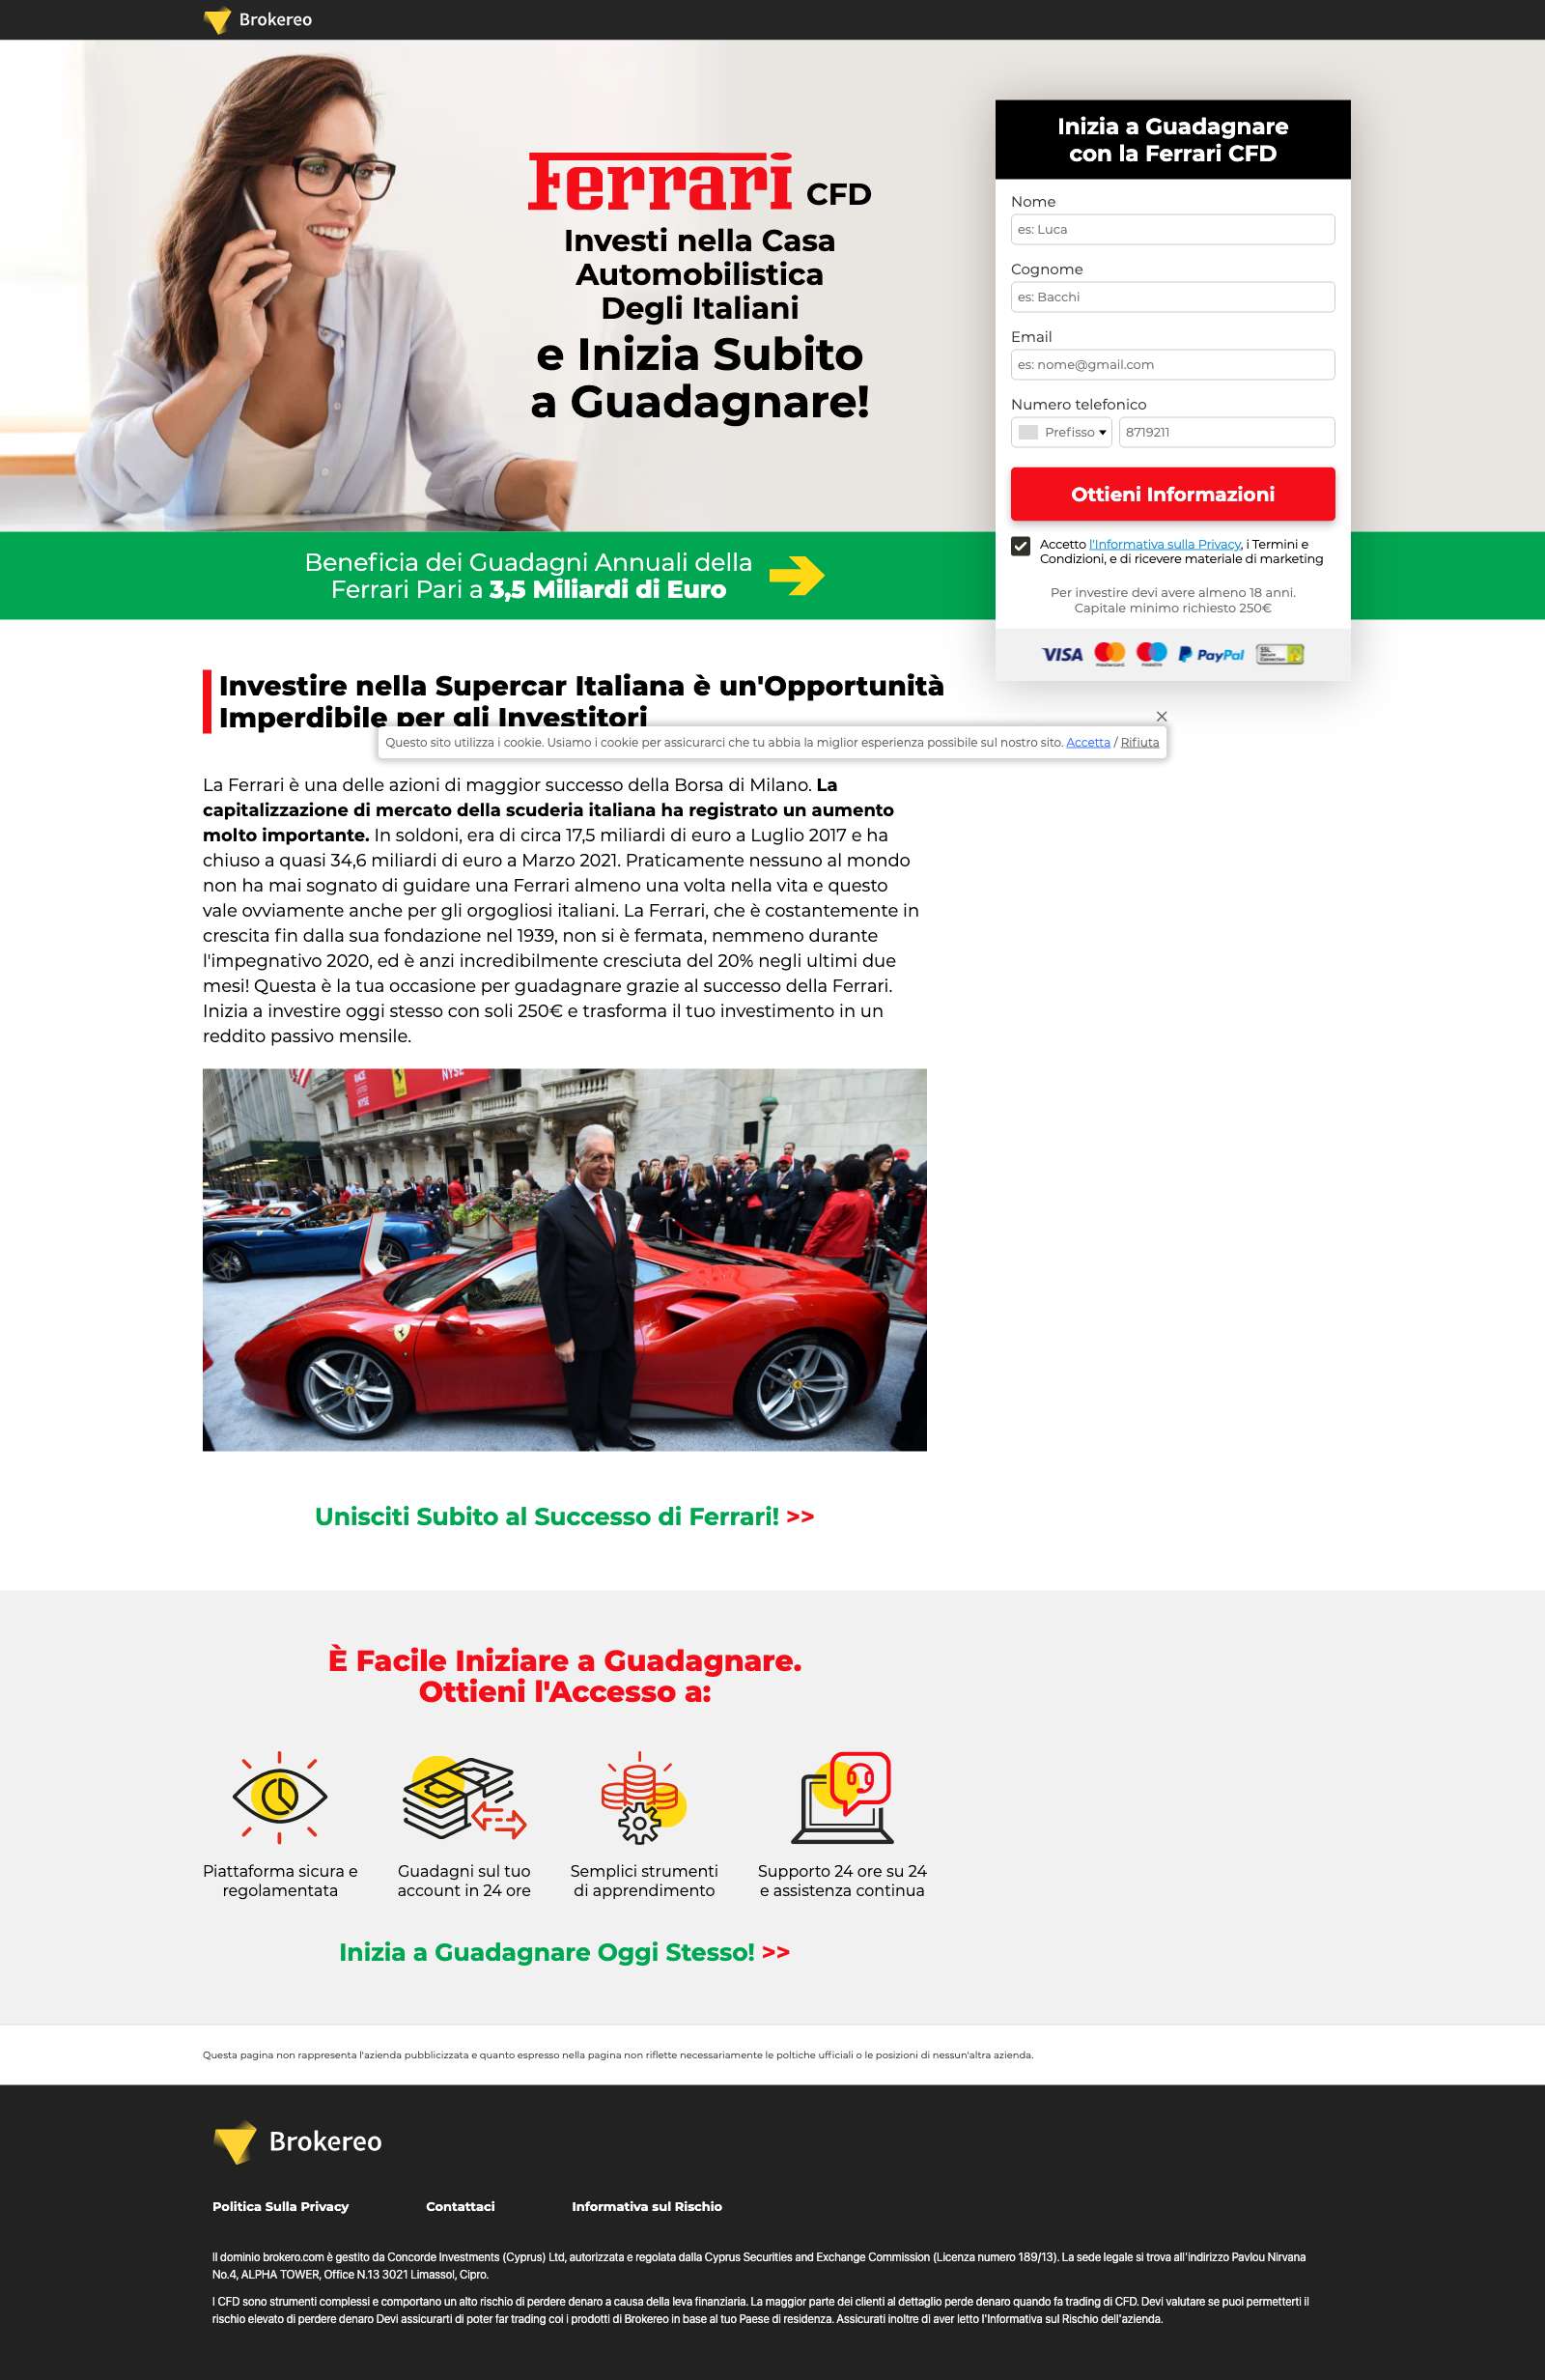 Brokereo
Ferrari CFD
Investi nella Casa
Automobilistica
Degli Italiani
e Inizia Subito
a Guadagnare!
Inizia a Guadagnare
con la Ferrari CFD
Nome
es: Luca
Cognome
es: Bacchi
Email
es: nome@gmail.com
Numero telefonico
Prefisso 8719211
Ottieni Informazioni
Accetto l'Informativa sulla Privacy, i Termini e
Condizioni, e di ricevere materiale di marketing
Per investire devi avere almeno 18 anni.
Capitale minimo richiesto 250€
VISA mastercard maestro PayPal SSL Secure Connection
Beneficia dei Guadagni Annuali della
Ferrari Pari a 3,5 Miliardi di Euro
Investire nella Supercar Italiana è un'Opportunità
Imperdibile per gli Investitori
Questo sito utilizza i cookie. Usiamo i cookie per assicurarci che tu abbia la miglior esperienza possibile sul nostro sito. Accetta / Rifiuta
La Ferrari è una delle azioni di maggior successo della Borsa di Milano. La
capitalizzazione di mercato della scuderia italiana ha registrato un aumento
molto importante. In soldoni, era di circa 17,5 miliardi di euro a Luglio 2017 e ha
chiuso a quasi 34,6 miliardi di euro a Marzo 2021. Praticamente nessuno al mondo
non ha mai sognato di guidare una Ferrari almeno una volta nella vita e questo
vale ovviamente anche per gli orgogliosi italiani. La Ferrari, che è costantemente in
crescita fin dalla sua fondazione nel 1939, non si è fermata, nemmeno durante
l'impegnativo 2020, ed è anzi incredibilmente cresciuta del 20% negli ultimi due
mesi! Questa è la tua occasione per guadagnare grazie al successo della Ferrari.
Inizia a investire oggi stesso con soli 250€ e trasforma il tuo investimento in un
reddito passivo mensile.
RACE
NYSE
NYSE
Unisciti Subito al Successo di Ferrari! >>
È Facile Iniziare a Guadagnare.
Ottieni l'Accesso a:
Piattaforma sicura e
regolamentata
Guadagni sul tuo
account in 24 ore
Semplici strumenti
di apprendimento
Supporto 24 ore su 24
e assistenza continua
Inizia a Guadagnare Oggi Stesso! >>
Questa pagina non rappresenta l'azienda pubblicizzata e quanto espresso nella pagina non riflette necessariamente le poltiche ufficiali o le posizioni di nessun'altra azienda.
Brokereo
Politica Sulla Privacy
Contattaci
Informativa sul Rischio
Il dominio brokero.com è gestito da Concorde Investments (Cyprus) Ltd, autorizzata e regolata dalla Cyprus Securities and Exchange Commission (Licenza numero 189/13). La sede legale si trova all'indirizzo Pavlou Nirvana
No.4, ALPHA TOWER, Office N.13 3021 Limassol, Cipro.
I CFD sono strumenti complessi e comportano un alto rischio di perdere denaro a causa della leva finanziaria. La maggior parte dei clienti al dettaglio perde denaro quando fa trading di CFD. Devi valutare se puoi permetterti il
rischio elevato di perdere denaro Devi assicurarti di poter far trading coi i prodotti di Brokereo in base al tuo Paese di residenza. Assicurati inoltre di aver letto l'Informativa sul Rischio dell'azienda.